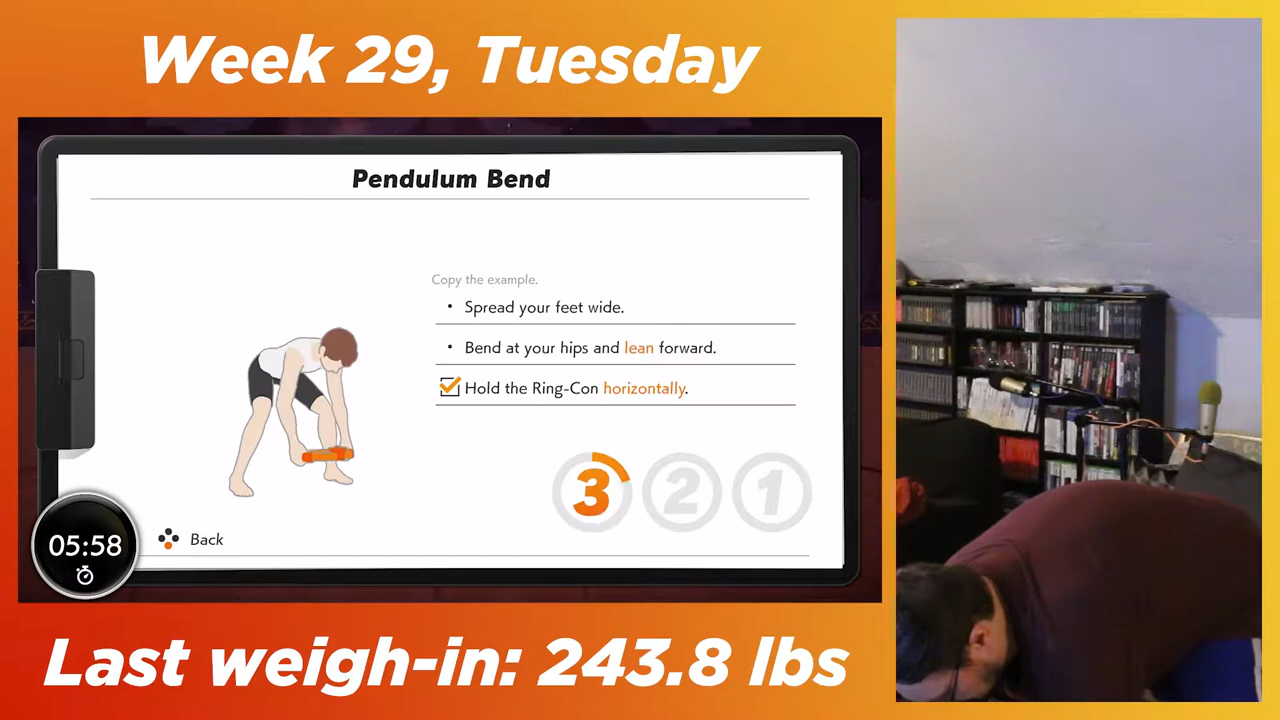 Week 29, Tuesday
Pendulum Bend
Copy the example.
• Spread your feet wide.
• Bend at your hips and lean forward.
Hold the Ring-Con horizontally.
3 2 1
05:58
Back
Last weigh-in: 243.8 lbs